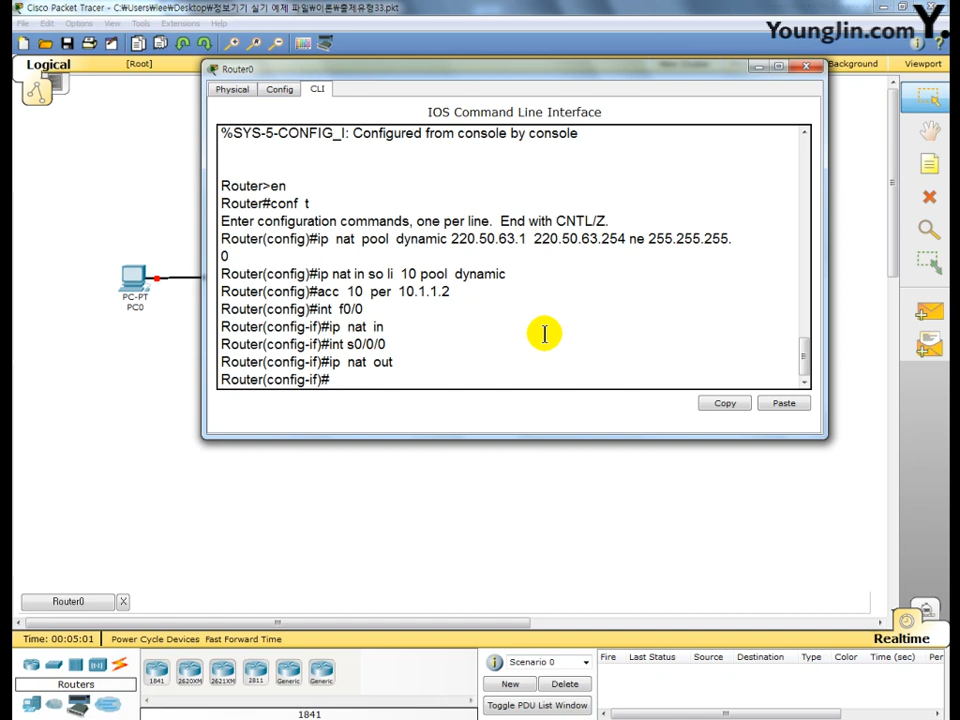 Cisco Packet Tracer - C:\Users\lee\Desktop\정보기기 실기 예제 파일\이론\출제유형33.pkt
File Edit Options View Tools Extensions Help
YoungJin.com Y.
Logical
[Root]
Background
Viewport
Router0
Physical Config CLI
IOS Command Line Interface
%SYS-5-CONFIG_I: Configured from console by console
Router>en
Router#conf t
Enter configuration commands, one per line. End with CNTL/Z.
Router(config)#ip nat pool dynamic 220.50.63.1 220.50.63.254 ne 255.255.255.
0
Router(config)#ip nat in so li 10 pool dynamic
Router(config)#acc 10 per 10.1.1.2
Router(config)#int f0/0
Router(config-if)#ip nat in
Router(config-if)#int s0/0/0
Router(config-if)#ip nat out
Router(config-if)#
Copy Paste
PC-PT
PC0
Router0 X
Time: 00:05:01 Power Cycle Devices Fast Forward Time
Realtime
Scenario 0
Fire Last Status Source Destination Type Color Time (sec) Per
1841 2620XM 2621XM 2811 Generic Generic
Routers
New Delete
Toggle PDU List Window
1841